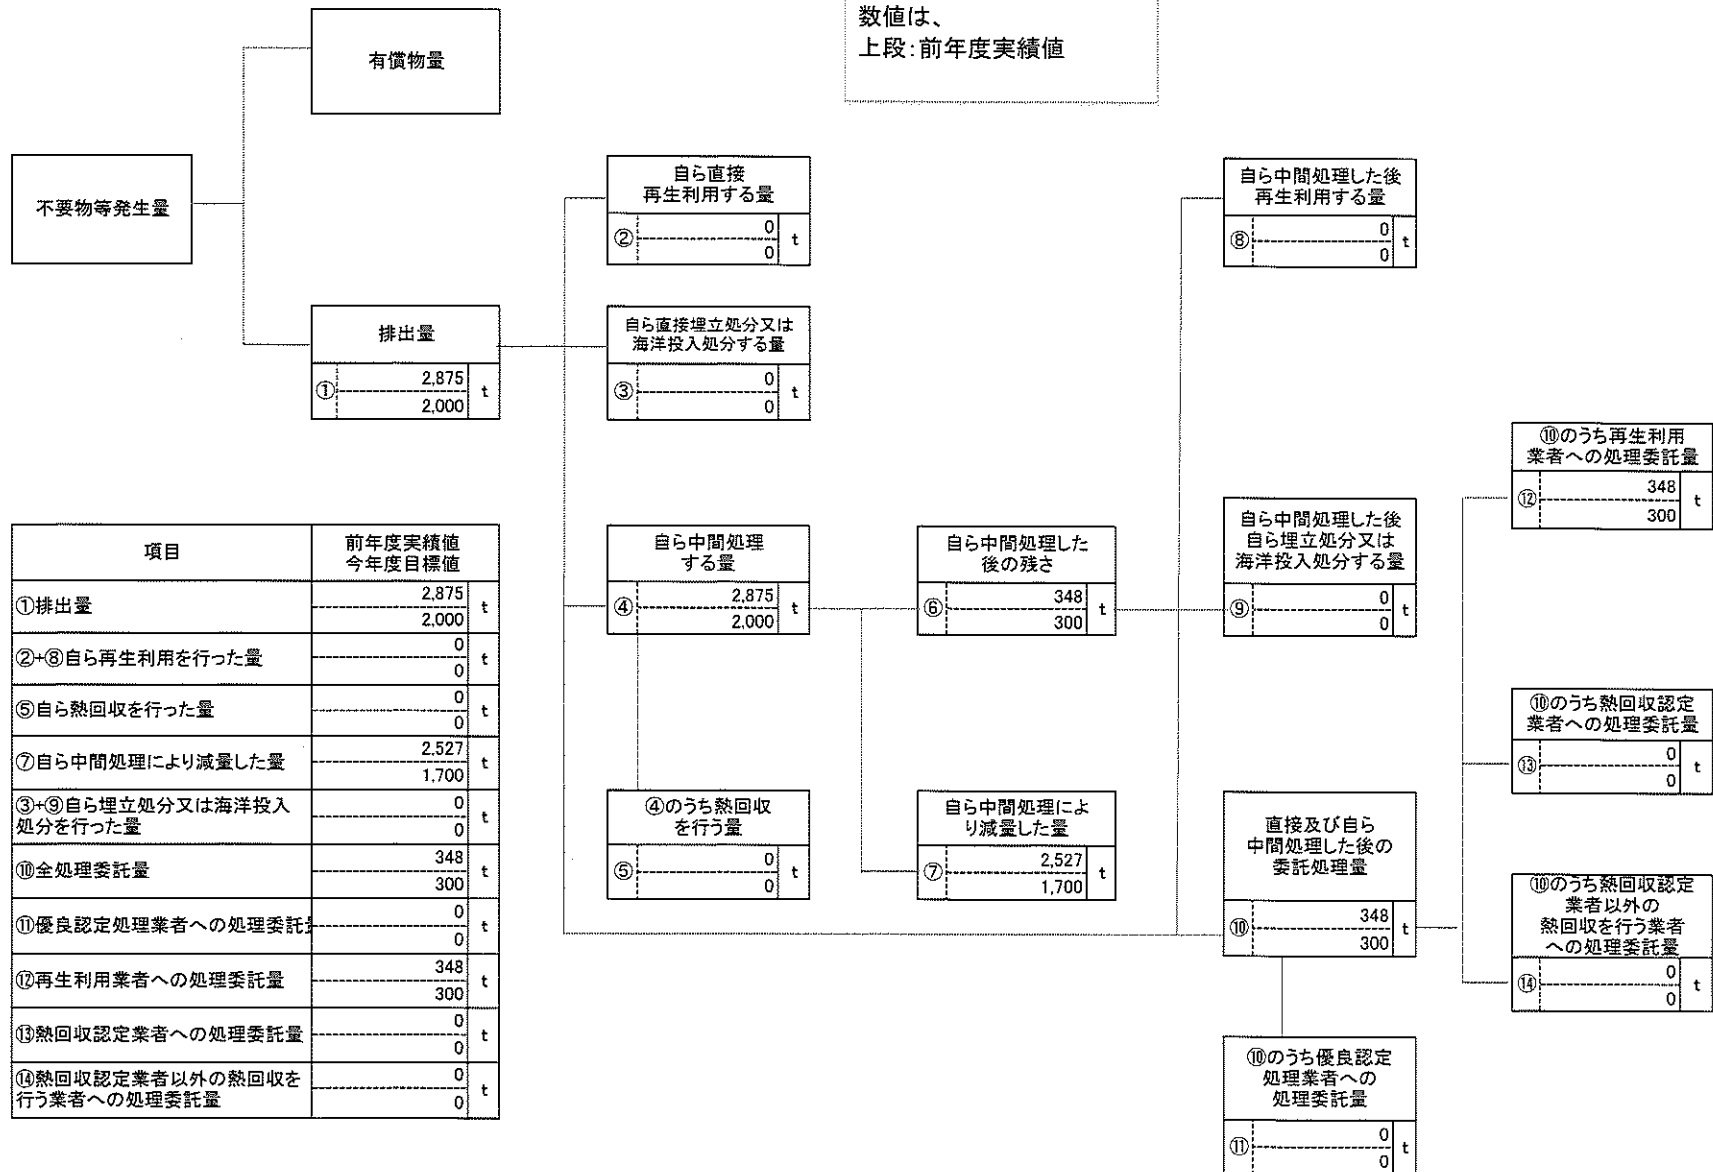 数値は、
上段：前年度実績値
有償物量
不要物等発生量
排出量
①
2,875
2,000
t
自ら直接
再生利用する量
②
0
0
t
自ら直接埋立処分又は
海洋投入処分する量
③
0
0
t
自ら中間処理
する量
④
2,875
2,000
t
④のうち熱回収
を行う量
⑤
0
0
t
自ら中間処理した
後の残さ
⑥
348
300
t
自ら中間処理によ
り減量した量
⑦
2,527
1,700
t
自ら中間処理した後
再生利用する量
⑧
0
0
t
自ら中間処理した後
自ら埋立処分又は
海洋投入処分する量
⑨
0
0
t
直接及び自ら
中間処理した後の
委託処理量
⑩
348
300
t
⑩のうち優良認定
処理業者への
処理委託量
⑪
0
0
t
⑩のうち再生利用
業者への処理委託量
⑫
348
300
t
⑩のうち熱回収認定
業者への処理委託量
⑬
0
0
t
⑩のうち熱回収認定
業者以外の
熱回収を行う業者
への処理委託量
⑭
0
0
t
項目
前年度実績値
今年度目標値
①排出量
2,875
2,000
t
②+⑧自ら再生利用を行った量
0
0
t
⑤自ら熱回収を行った量
0
0
t
⑦自ら中間処理により減量した量
2,527
1,700
t
③+⑨自ら埋立処分又は海洋投入
処分を行った量
0
0
t
⑩全処理委託量
348
300
t
⑪優良認定処理業者への処理委託
0
0
t
⑫再生利用業者への処理委託量
348
300
t
⑬熱回収認定業者への処理委託量
0
0
t
⑭熱回収認定業者以外の熱回収を
行う業者への処理委託量
0
0
t